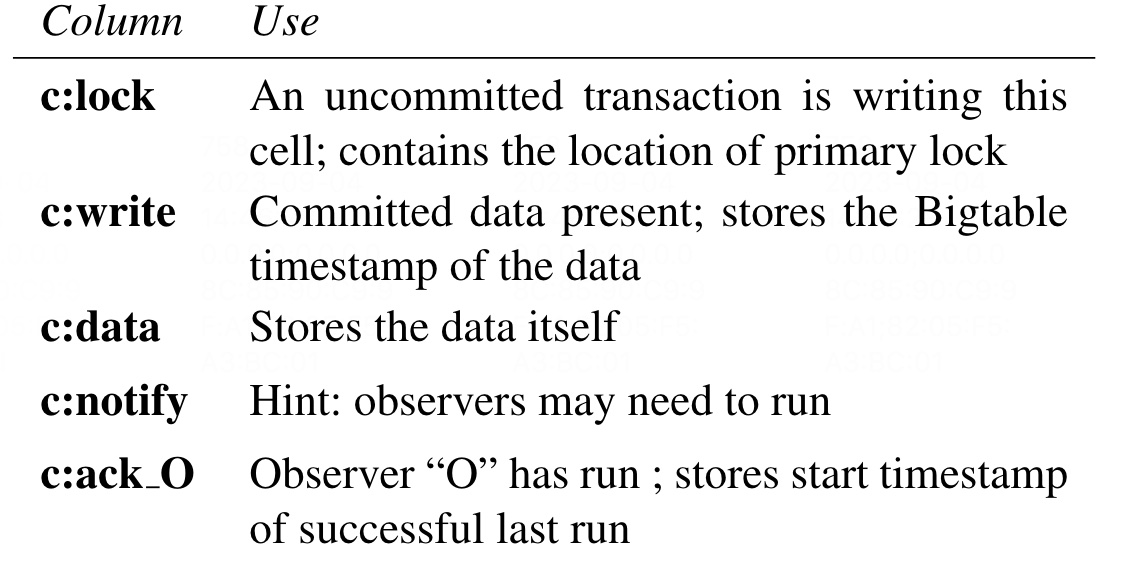 Column Use
c:lock An uncommitted transaction is writing this
cell; contains the location of primary lock
c:write Committed data present; stores the Bigtable
timestamp of the data
c:data Stores the data itself
c:notify Hint: observers may need to run
c:ack_O Observer “O” has run ; stores start timestamp
of successful last run